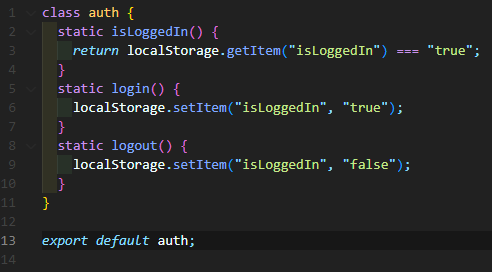 1 class auth {
2   static isLoggedIn() {
3     return localStorage.getItem("isLoggedIn") === "true";
4   }
5   static login() {
6     localStorage.setItem("isLoggedIn", "true");
7   }
8   static logout() {
9     localStorage.setItem("isLoggedIn", "false");
10   }
11 }
12
13 export default auth;
14